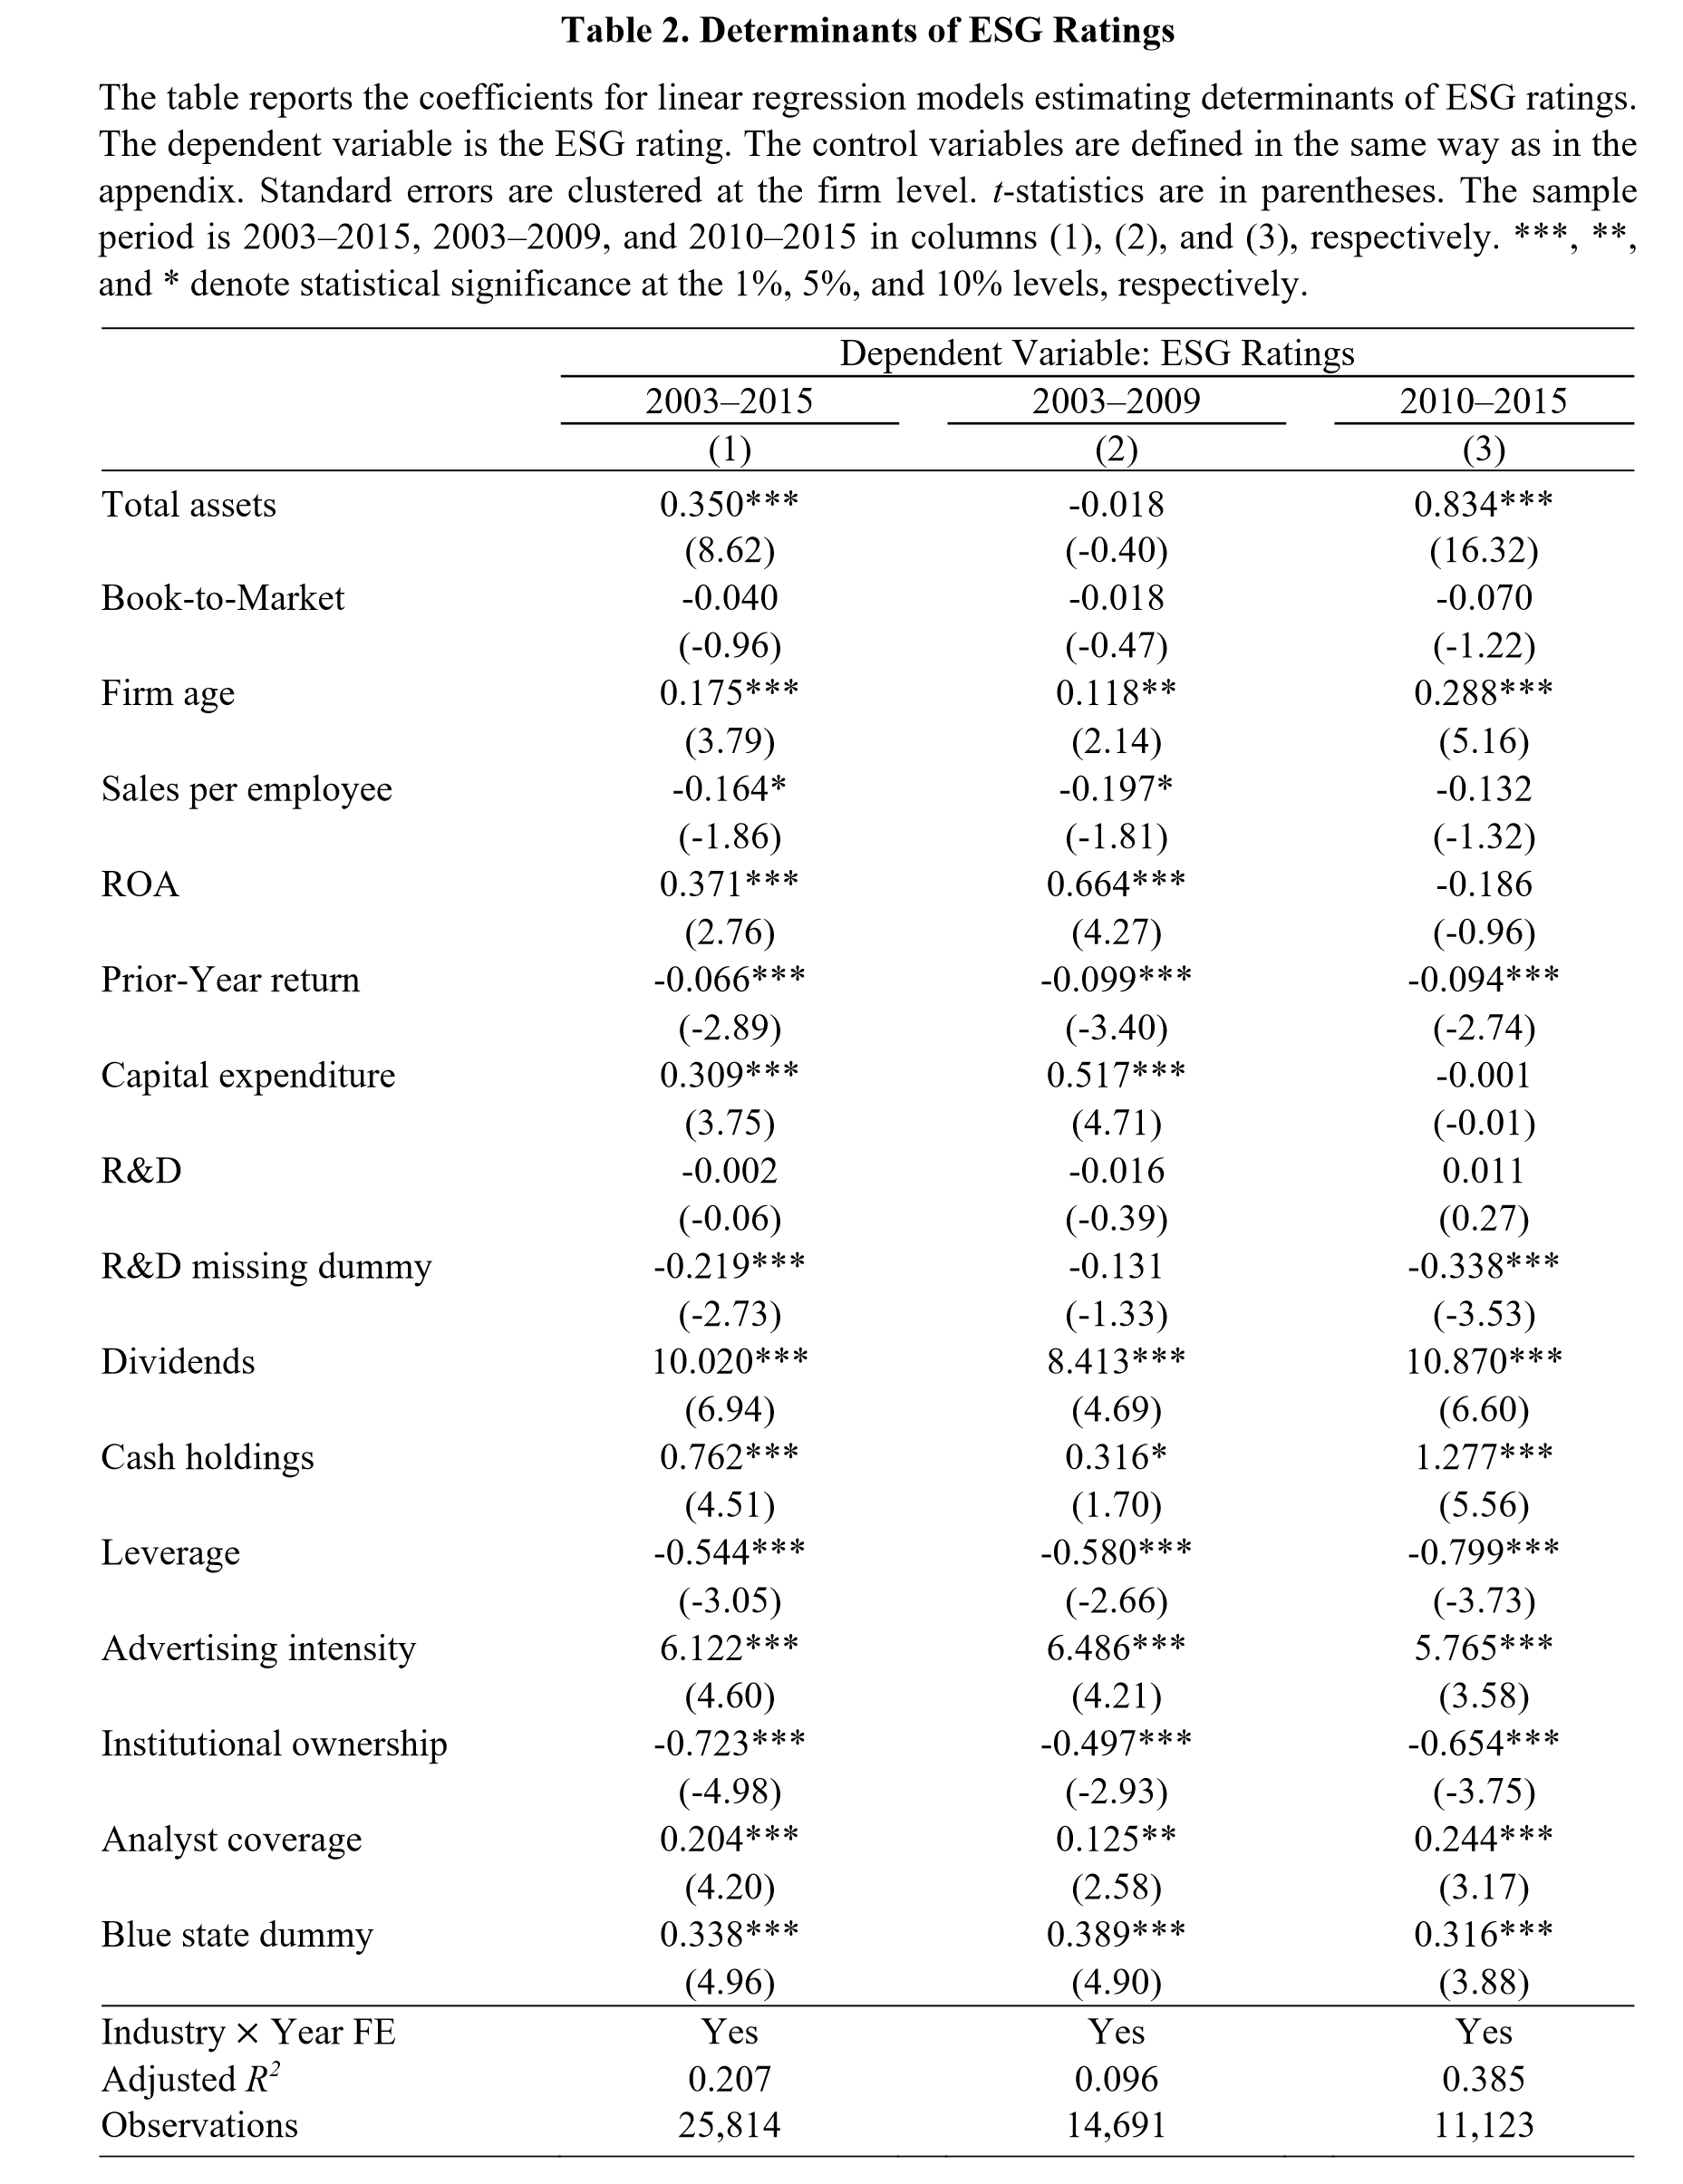 Table 2. Determinants of ESG Ratings
The table reports the coefficients for linear regression models estimating determinants of ESG ratings.
The dependent variable is the ESG rating. The control variables are defined in the same way as in the
appendix. Standard errors are clustered at the firm level. t-statistics are in parentheses. The sample
period is 2003–2015, 2003–2009, and 2010–2015 in columns (1), (2), and (3), respectively. ***, **,
and * denote statistical significance at the 1%, 5%, and 10% levels, respectively.
Dependent Variable: ESG Ratings
2003–2015 2003–2009 2010–2015
(1) (2) (3)
Total assets 0.350*** -0.018 0.834***
(8.62) (-0.40) (16.32)
Book-to-Market -0.040 -0.018 -0.070
(-0.96) (-0.47) (-1.22)
Firm age 0.175*** 0.118** 0.288***
(3.79) (2.14) (5.16)
Sales per employee -0.164* -0.197* -0.132
(-1.86) (-1.81) (-1.32)
ROA 0.371*** 0.664*** -0.186
(2.76) (4.27) (-0.96)
Prior-Year return -0.066*** -0.099*** -0.094***
(-2.89) (-3.40) (-2.74)
Capital expenditure 0.309*** 0.517*** -0.001
(3.75) (4.71) (-0.01)
R&D -0.002 -0.016 0.011
(-0.06) (-0.39) (0.27)
R&D missing dummy -0.219*** -0.131 -0.338***
(-2.73) (-1.33) (-3.53)
Dividends 10.020*** 8.413*** 10.870***
(6.94) (4.69) (6.60)
Cash holdings 0.762*** 0.316* 1.277***
(4.51) (1.70) (5.56)
Leverage -0.544*** -0.580*** -0.799***
(-3.05) (-2.66) (-3.73)
Advertising intensity 6.122*** 6.486*** 5.765***
(4.60) (4.21) (3.58)
Institutional ownership -0.723*** -0.497*** -0.654***
(-4.98) (-2.93) (-3.75)
Analyst coverage 0.204*** 0.125** 0.244***
(4.20) (2.58) (3.17)
Blue state dummy 0.338*** 0.389*** 0.316***
(4.96) (4.90) (3.88)
Industry × Year FE Yes Yes Yes
Adjusted R² 0.207 0.096 0.385
Observations 25,814 14,691 11,123